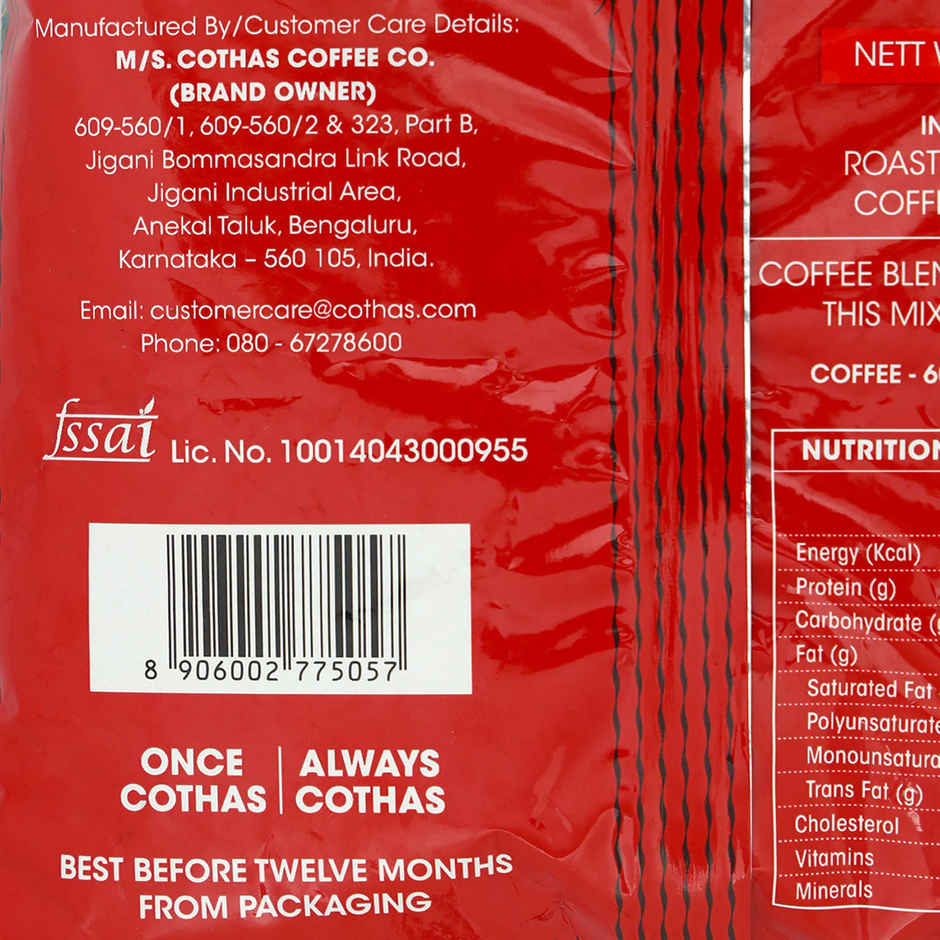 Manufactured By/Customer Care Details:
M/S. COTHAS COFFEE CO.
(BRAND OWNER)
609-560/1, 609-560/2 & 323, Part B,
Jigani Bommasandra Link Road,
Jigani Industrial Area,
Anekal Taluk, Bengaluru,
Karnataka – 560 105, India.
Email: customercare@cothas.com
Phone: 080 - 67278600
fssai Lic. No. 10014043000955
8 906002 775057
ONCE COTHAS | ALWAYS COTHAS
BEST BEFORE TWELVE MONTHS
FROM PACKAGING
NETT
COFFEE
THIS MIX
COFFEE - 
NUTRITION
Energy (Kcal)
Protein (g)
Carbohydrate
Fat (g)
Saturated Fat
Polyunsaturate
Monounsatura
Trans Fat (g)
Cholesterol
Vitamins
Minerals